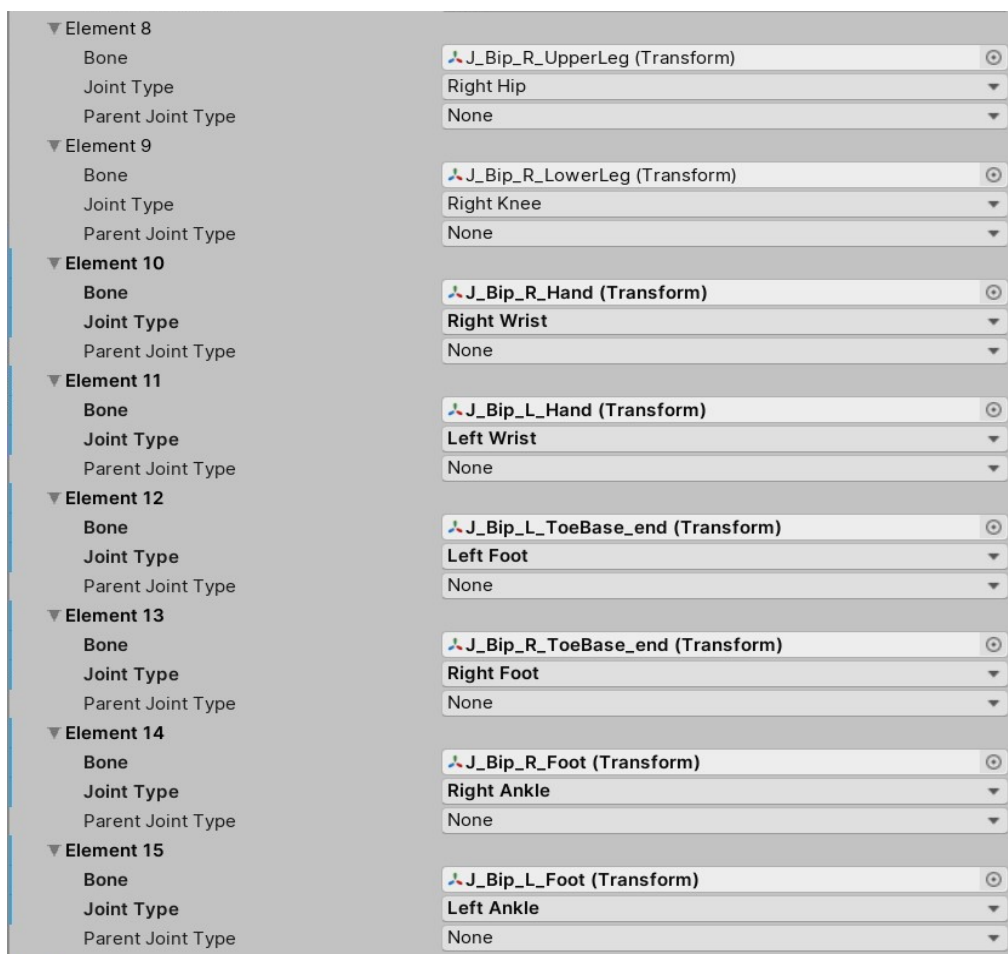 Element 8
Bone J_Bip_R_UpperLeg (Transform)
Joint Type Right Hip
Parent Joint Type None
Element 9
Bone J_Bip_R_LowerLeg (Transform)
Joint Type Right Knee
Parent Joint Type None
Element 10
Bone J_Bip_R_Hand (Transform)
Joint Type Right Wrist
Parent Joint Type None
Element 11
Bone J_Bip_L_Hand (Transform)
Joint Type Left Wrist
Parent Joint Type None
Element 12
Bone J_Bip_L_ToeBase_end (Transform)
Joint Type Left Foot
Parent Joint Type None
Element 13
Bone J_Bip_R_ToeBase_end (Transform)
Joint Type Right Foot
Parent Joint Type None
Element 14
Bone J_Bip_R_Foot (Transform)
Joint Type Right Ankle
Parent Joint Type None
Element 15
Bone J_Bip_L_Foot (Transform)
Joint Type Left Ankle
Parent Joint Type None